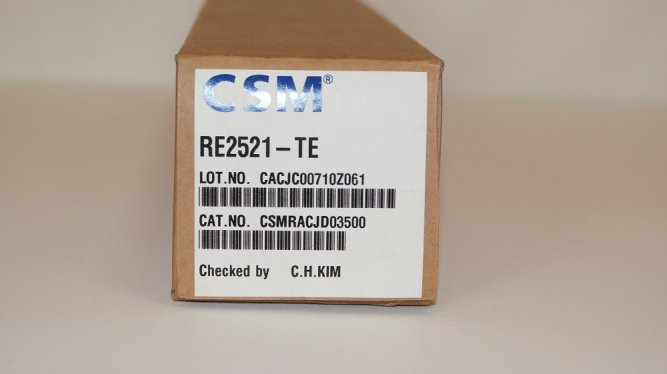 CSM®
RE2521-TE
LOT.NO. CACJC00710Z061
CAT.NO. CSMRACJD03500
Checked by C.H.KIM